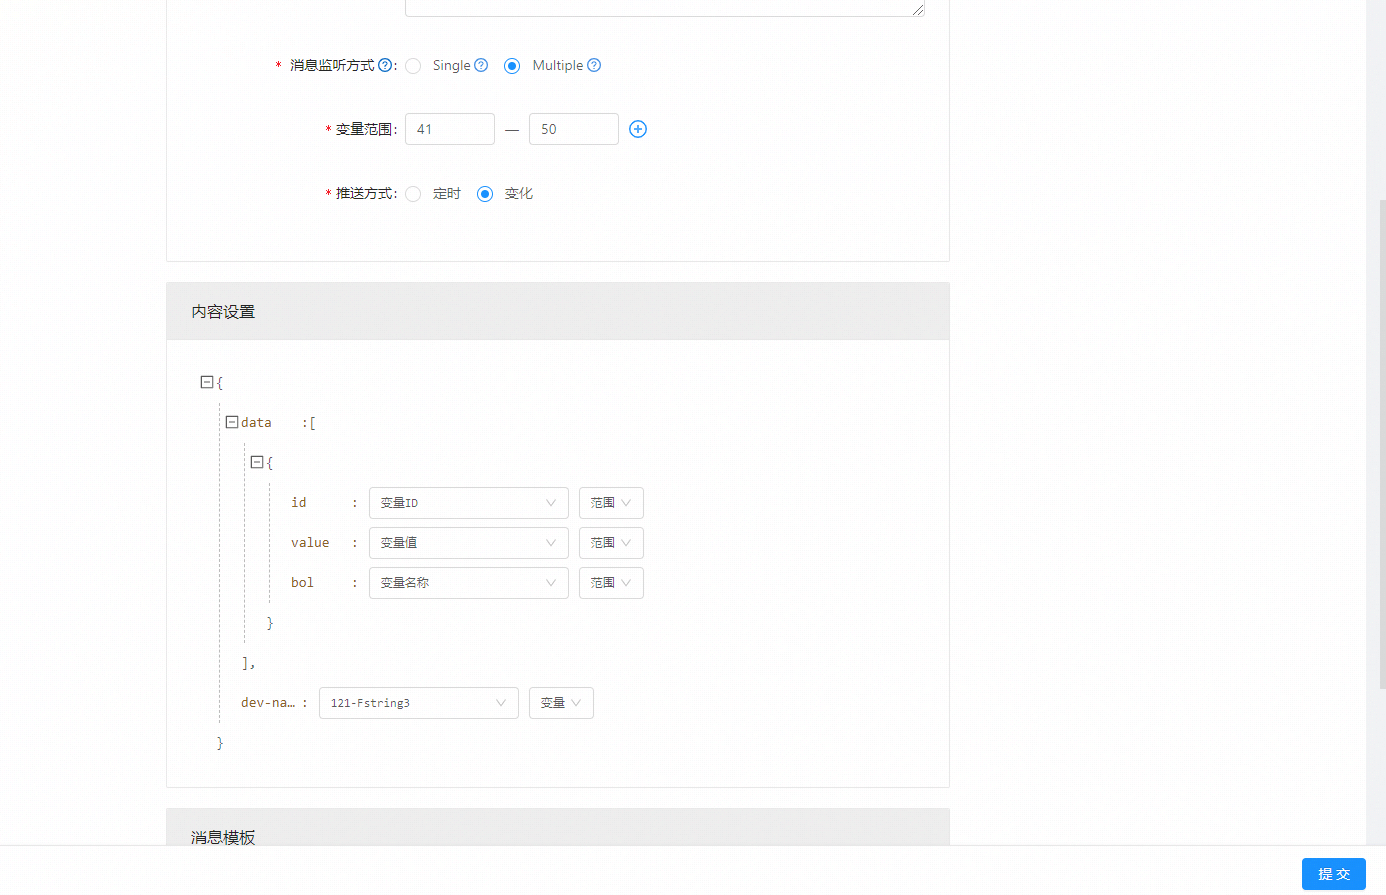 * 消息监听方式?: Single? Multiple?
* 变量范围: 41 — 50
* 推送方式: 定时 变化
内容设置
{
data :[
{
id : 变量ID 范围
value : 变量值 范围
bol : 变量名称 范围
}
],
dev-na… : 121-Fstring3 变量
}
消息模板
提 交